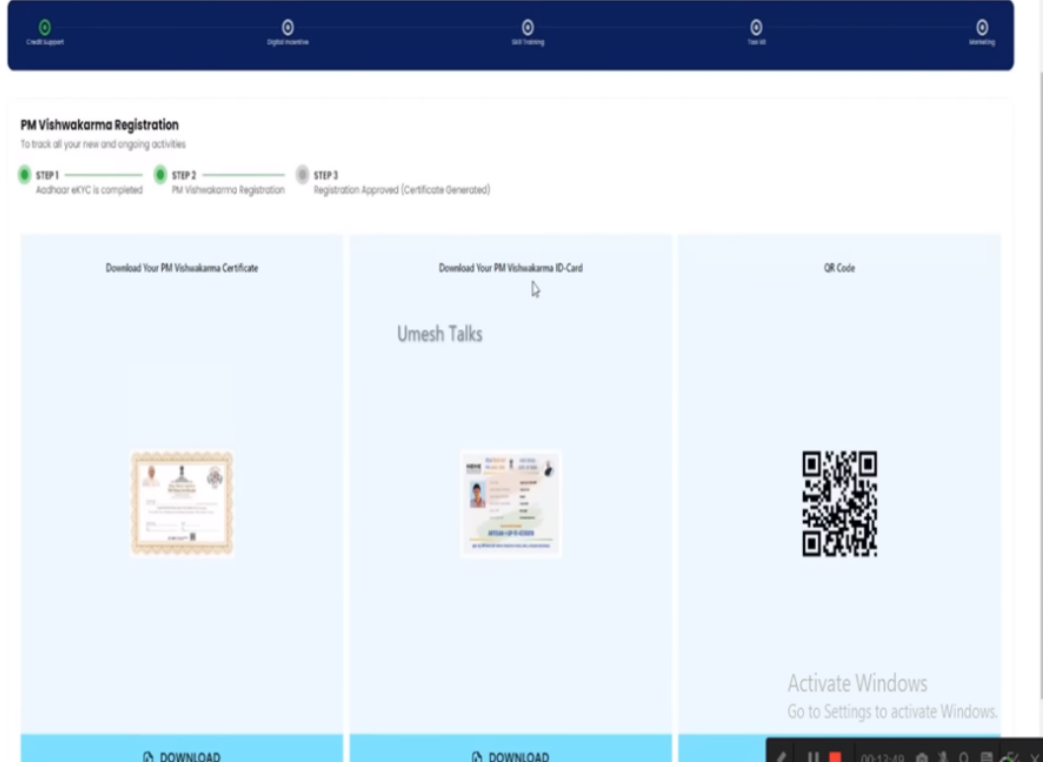 Credit Support
Digital Incentive
Skill Training
Tool Kit
Marketing
PM Vishwakarma Registration
To track all your new and ongoing activities
STEP 1
Aadhaar eKYC is completed
STEP 2
PM Vishwakarma Registration
STEP 3
Registration Approved (Certificate Generated)
Download Your PM Vishwakarma Certificate
Download Your PM Vishwakarma ID-Card
QR Code
Umesh Talks
Activate Windows
Go to Settings to activate Windows.
DOWNLOAD
DOWNLOAD
00:13:49